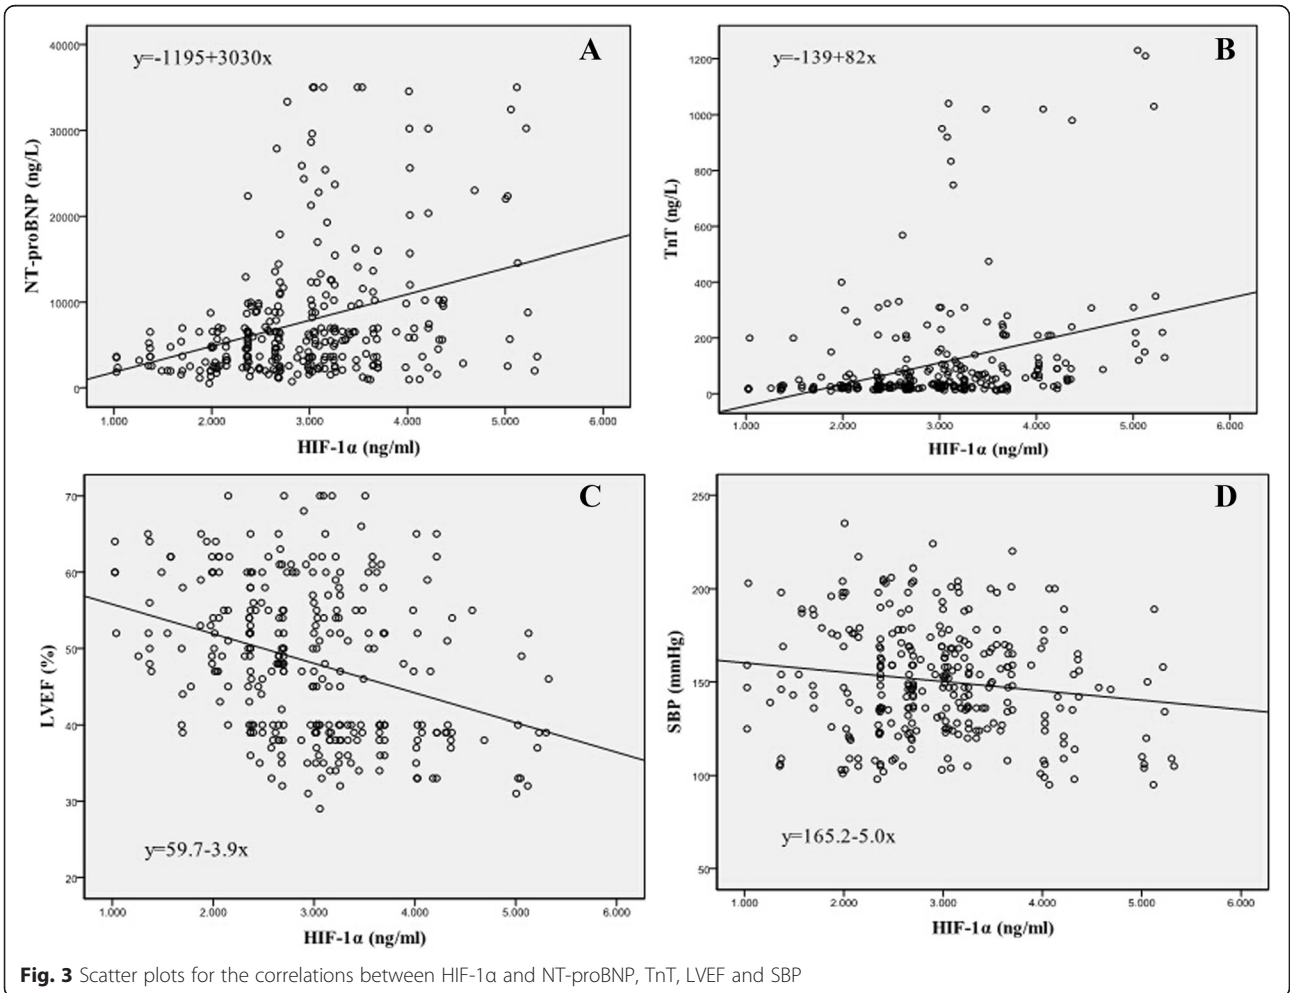 A
y=-1195+3030x
40000
30000
20000
10000
0
NT-proBNP (ng/L)
1.000 2.000 3.000 4.000 5.000 6.000
HIF-1α (ng/ml)
B
y=-139+82x
1200
1000
800
600
400
200
0
TnT (ng/L)
1.000 2.000 3.000 4.000 5.000 6.000
HIF-1α (ng/ml)
C
70
60
50
40
30
20
LVEF (%)
y=59.7-3.9x
1.000 2.000 3.000 4.000 5.000 6.000
HIF-1α (ng/ml)
D
250
200
150
100
50
SBP (mmHg)
y=165.2-5.0x
1.000 2.000 3.000 4.000 5.000 6.000
HIF-1α (ng/ml)
Fig. 3 Scatter plots for the correlations between HIF-1α and NT-proBNP, TnT, LVEF and SBP